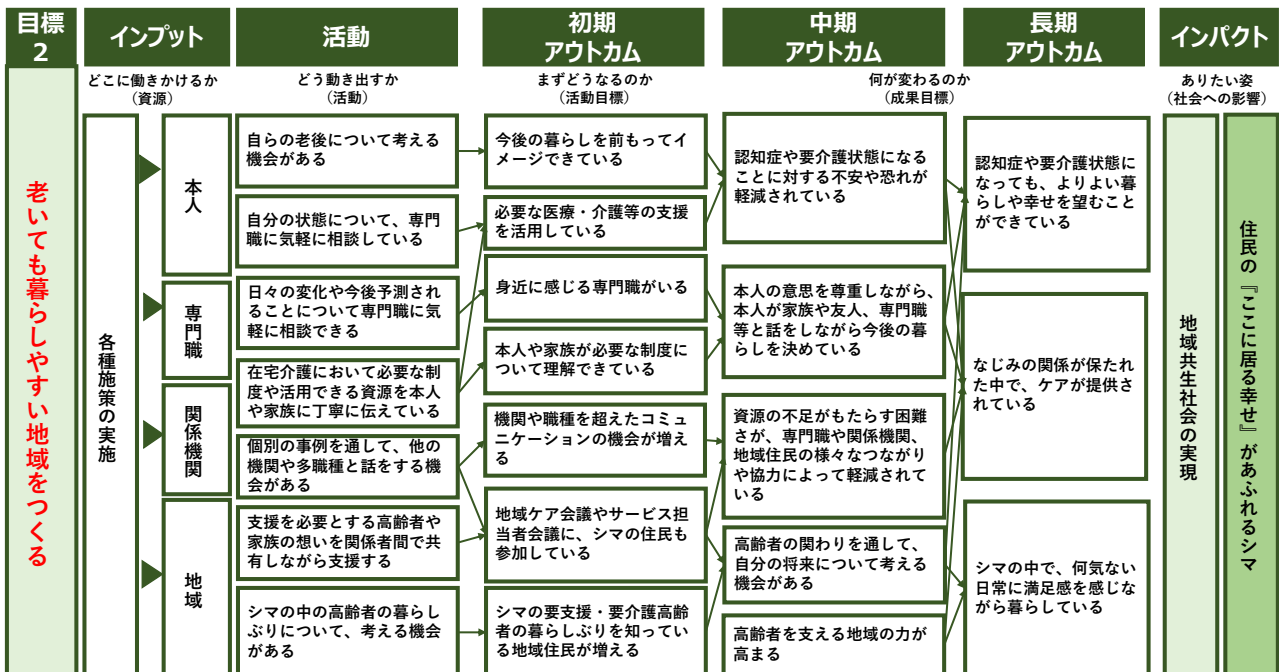 目標
2
インプット
活動
初期
アウトカム
中期
アウトカム
長期
アウトカム
インパクト
どこに働きかけるか
（資源）
どう動き出すか
（活動）
まずどうなるのか
（活動目標）
何が変わるのか
（成果目標）
ありたい姿
（社会への影響）
老いても暮らしやすい地域をつくる
各種施策の実施
本人
専門職
関係機関
地域
自らの老後について考える
機会がある
自分の状態について、専門
職に気軽に相談している
日々の変化や今後予測され
ることについて専門職に気
軽に相談できる
在宅介護において必要な制
度や活用できる資源を本人
や家族に丁寧に伝えている
個別の事例を通して、他の
機関や多職種と話をする機
会がある
支援を必要とする高齢者や
家族の想いを関係者間で共
有しながら支援する
シマの中の高齢者の暮らし
ぶりについて、考える機会
がある
今後の暮らしを前もってイ
メージできている
必要な医療・介護等の支援
を活用している
身近に感じる専門職がいる
本人や家族が必要な制度に
ついて理解できている
機関や職種を超えたコミュ
ニケーションの機会が増え
る
地域ケア会議やサービス担
当者会議に、シマの住民も
参加している
シマの要支援・要介護高齢
者の暮らしぶりを知ってい
る地域住民が増える
認知症や要介護状態になる
ことに対する不安や恐れが
軽減されている
本人の意思を尊重しながら、
本人が家族や友人、専門職
等と話をしながら今後の暮
らしを決めている
資源の不足がもたらす困難
さが、専門職や関係機関、
地域住民の様々なつながり
や協力によって軽減されて
いる
高齢者の関わりを通して、
自分の将来について考える
機会がある
高齢者を支える地域の力が
高まる
認知症や要介護状態に
なっても、よりよい暮
らしや幸せを望むこと
ができている
なじみの関係が保たれ
た中で、ケアが提供さ
れている
シマの中で、何気ない
日常に満足感を感じな
がら暮らしている
地域共生社会の実現
住民の『ここに居る幸せ』があふれるシマ